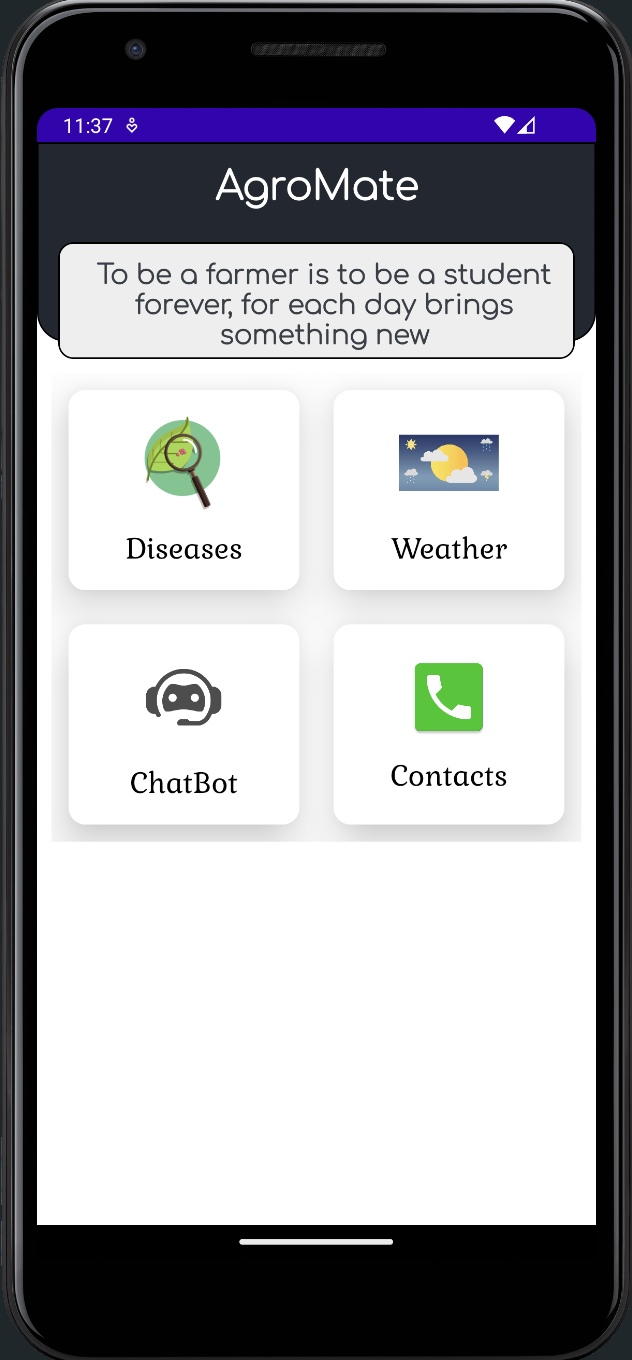 11:37
AgroMate
To be a farmer is to be a student
forever, for each day brings
something new
Diseases
Weather
ChatBot
Contacts